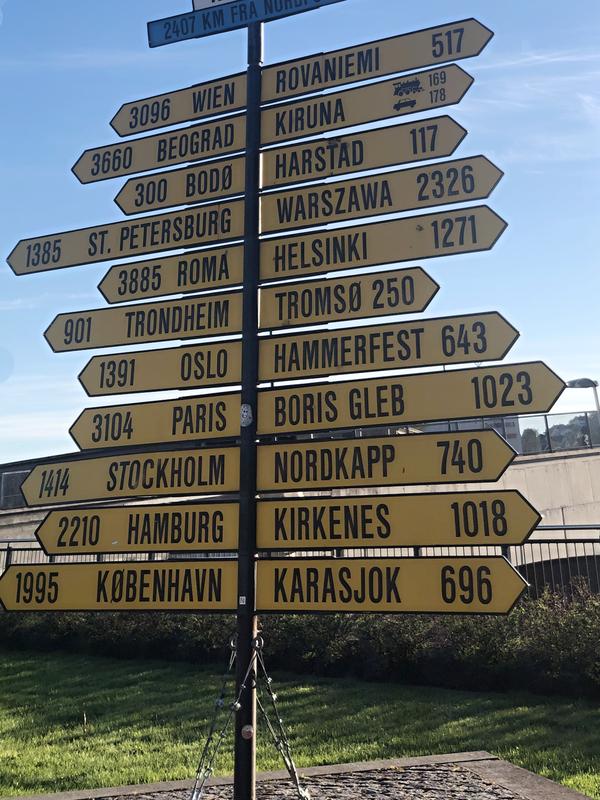 2407 KM FRA
3096 WIEN
ROVANIEMI 517
3660 BEOGRAD
KIRUNA 169 178
300 BODØ
HARSTAD 117
1385 ST. PETERSBURG
WARSZAWA 2326
3885 ROMA
HELSINKI 1271
901 TRONDHEIM
TROMSØ 250
1391 OSLO
HAMMERFEST 643
3104 PARIS
BORIS GLEB 1023
1414 STOCKHOLM
NORDKAPP 740
2210 HAMBURG
KIRKENES 1018
1995 KØBENHAVN
KARASJOK 696